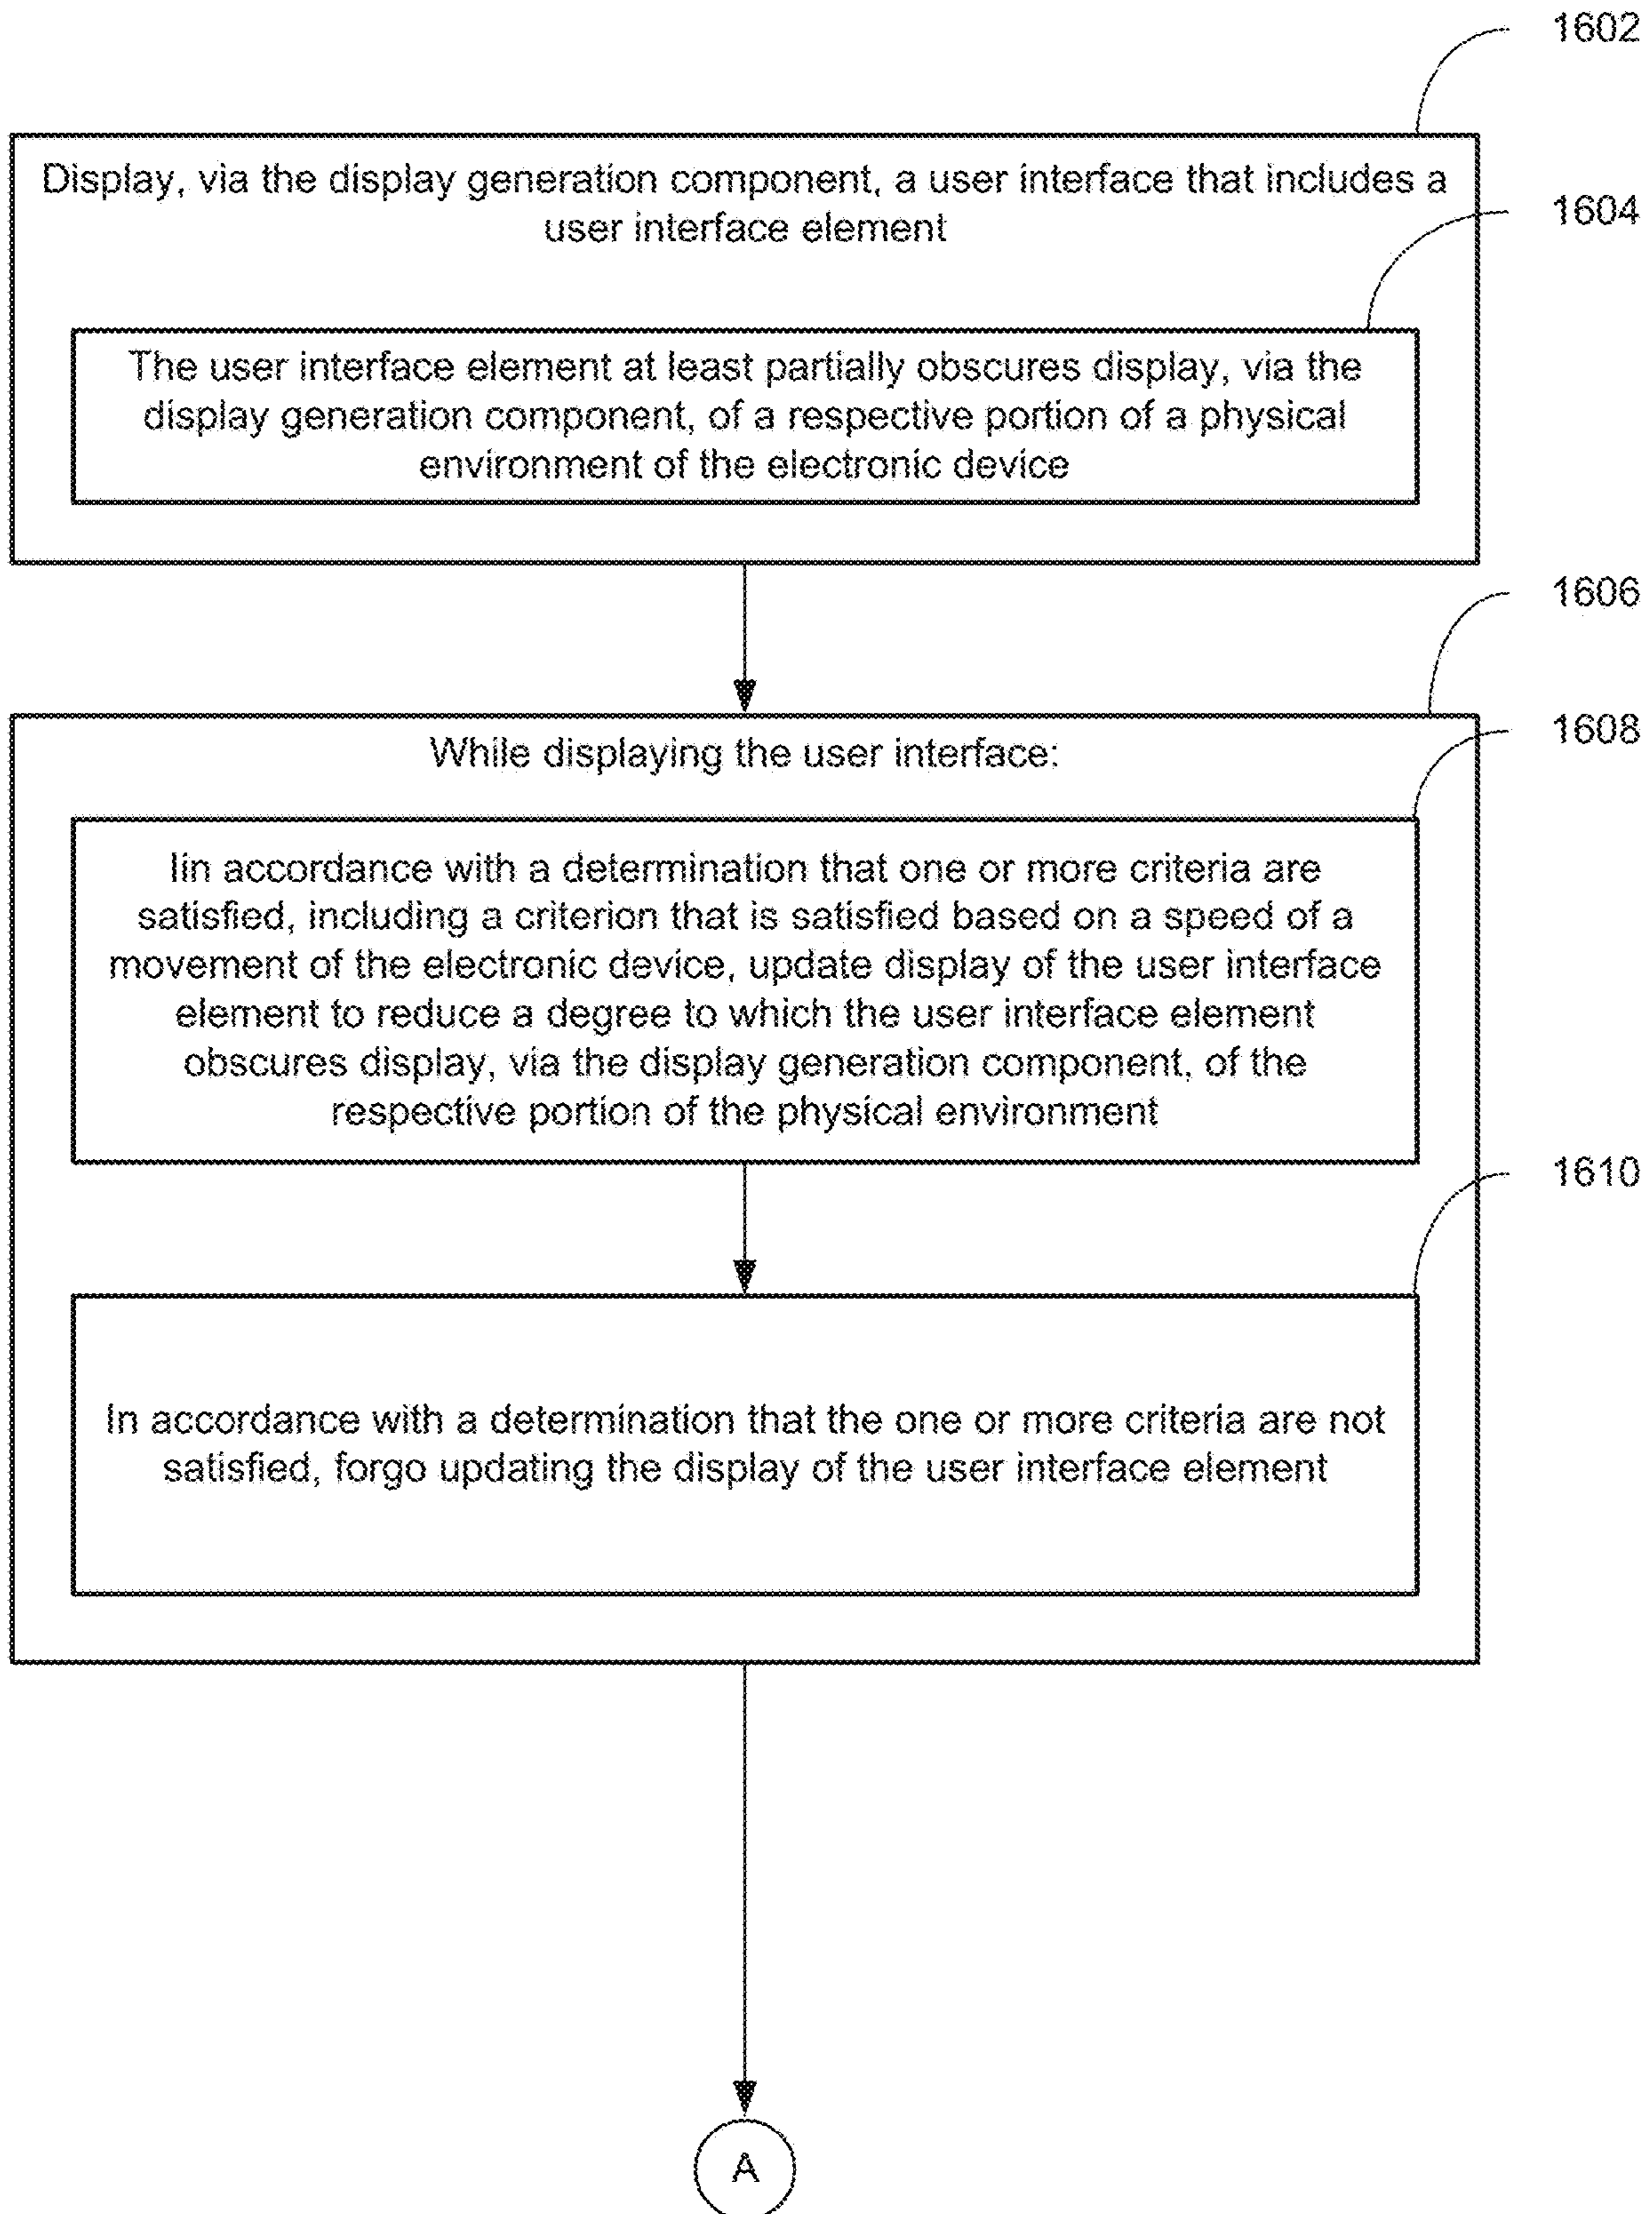 1602
Display, via the display generation component, a user interface that includes a
user interface element
1604
The user interface element at least partially obscures display, via the
display generation component, of a respective portion of a physical
environment of the electronic device
1606
While displaying the user interface:
1608
Iin accordance with a determination that one or more criteria are
satisfied, including a criterion that is satisfied based on a speed of a
movement of the electronic device, update display of the user interface
element to reduce a degree to which the user interface element
obscures display, via the display generation component, of the
respective portion of the physical environment
1610
In accordance with a determination that the one or more criteria are not
satisfied, forgo updating the display of the user interface element
A